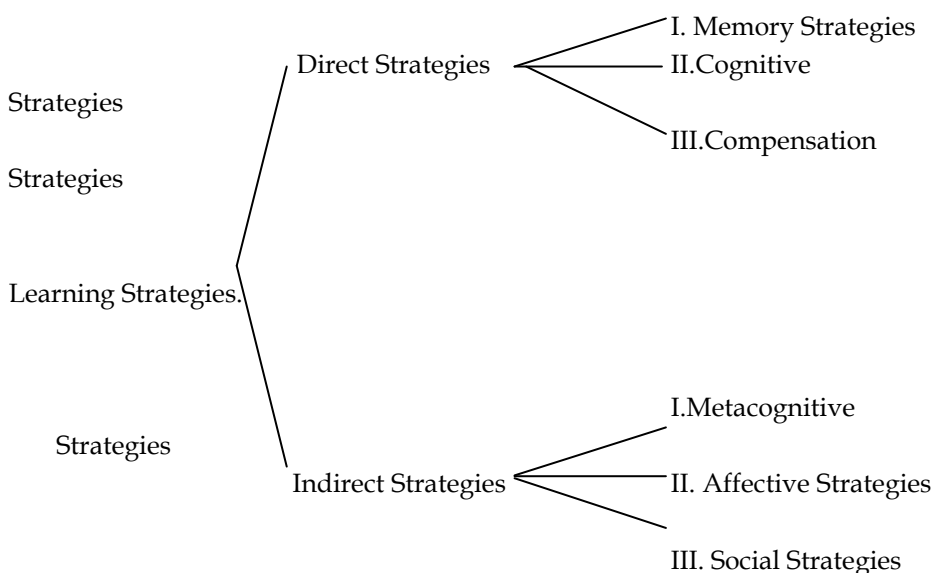 I. Memory Strategies
Direct Strategies
II.Cognitive
Strategies
III.Compensation
Strategies
Learning Strategies.
I.Metacognitive
Strategies
Indirect Strategies
II. Affective Strategies
III. Social Strategies